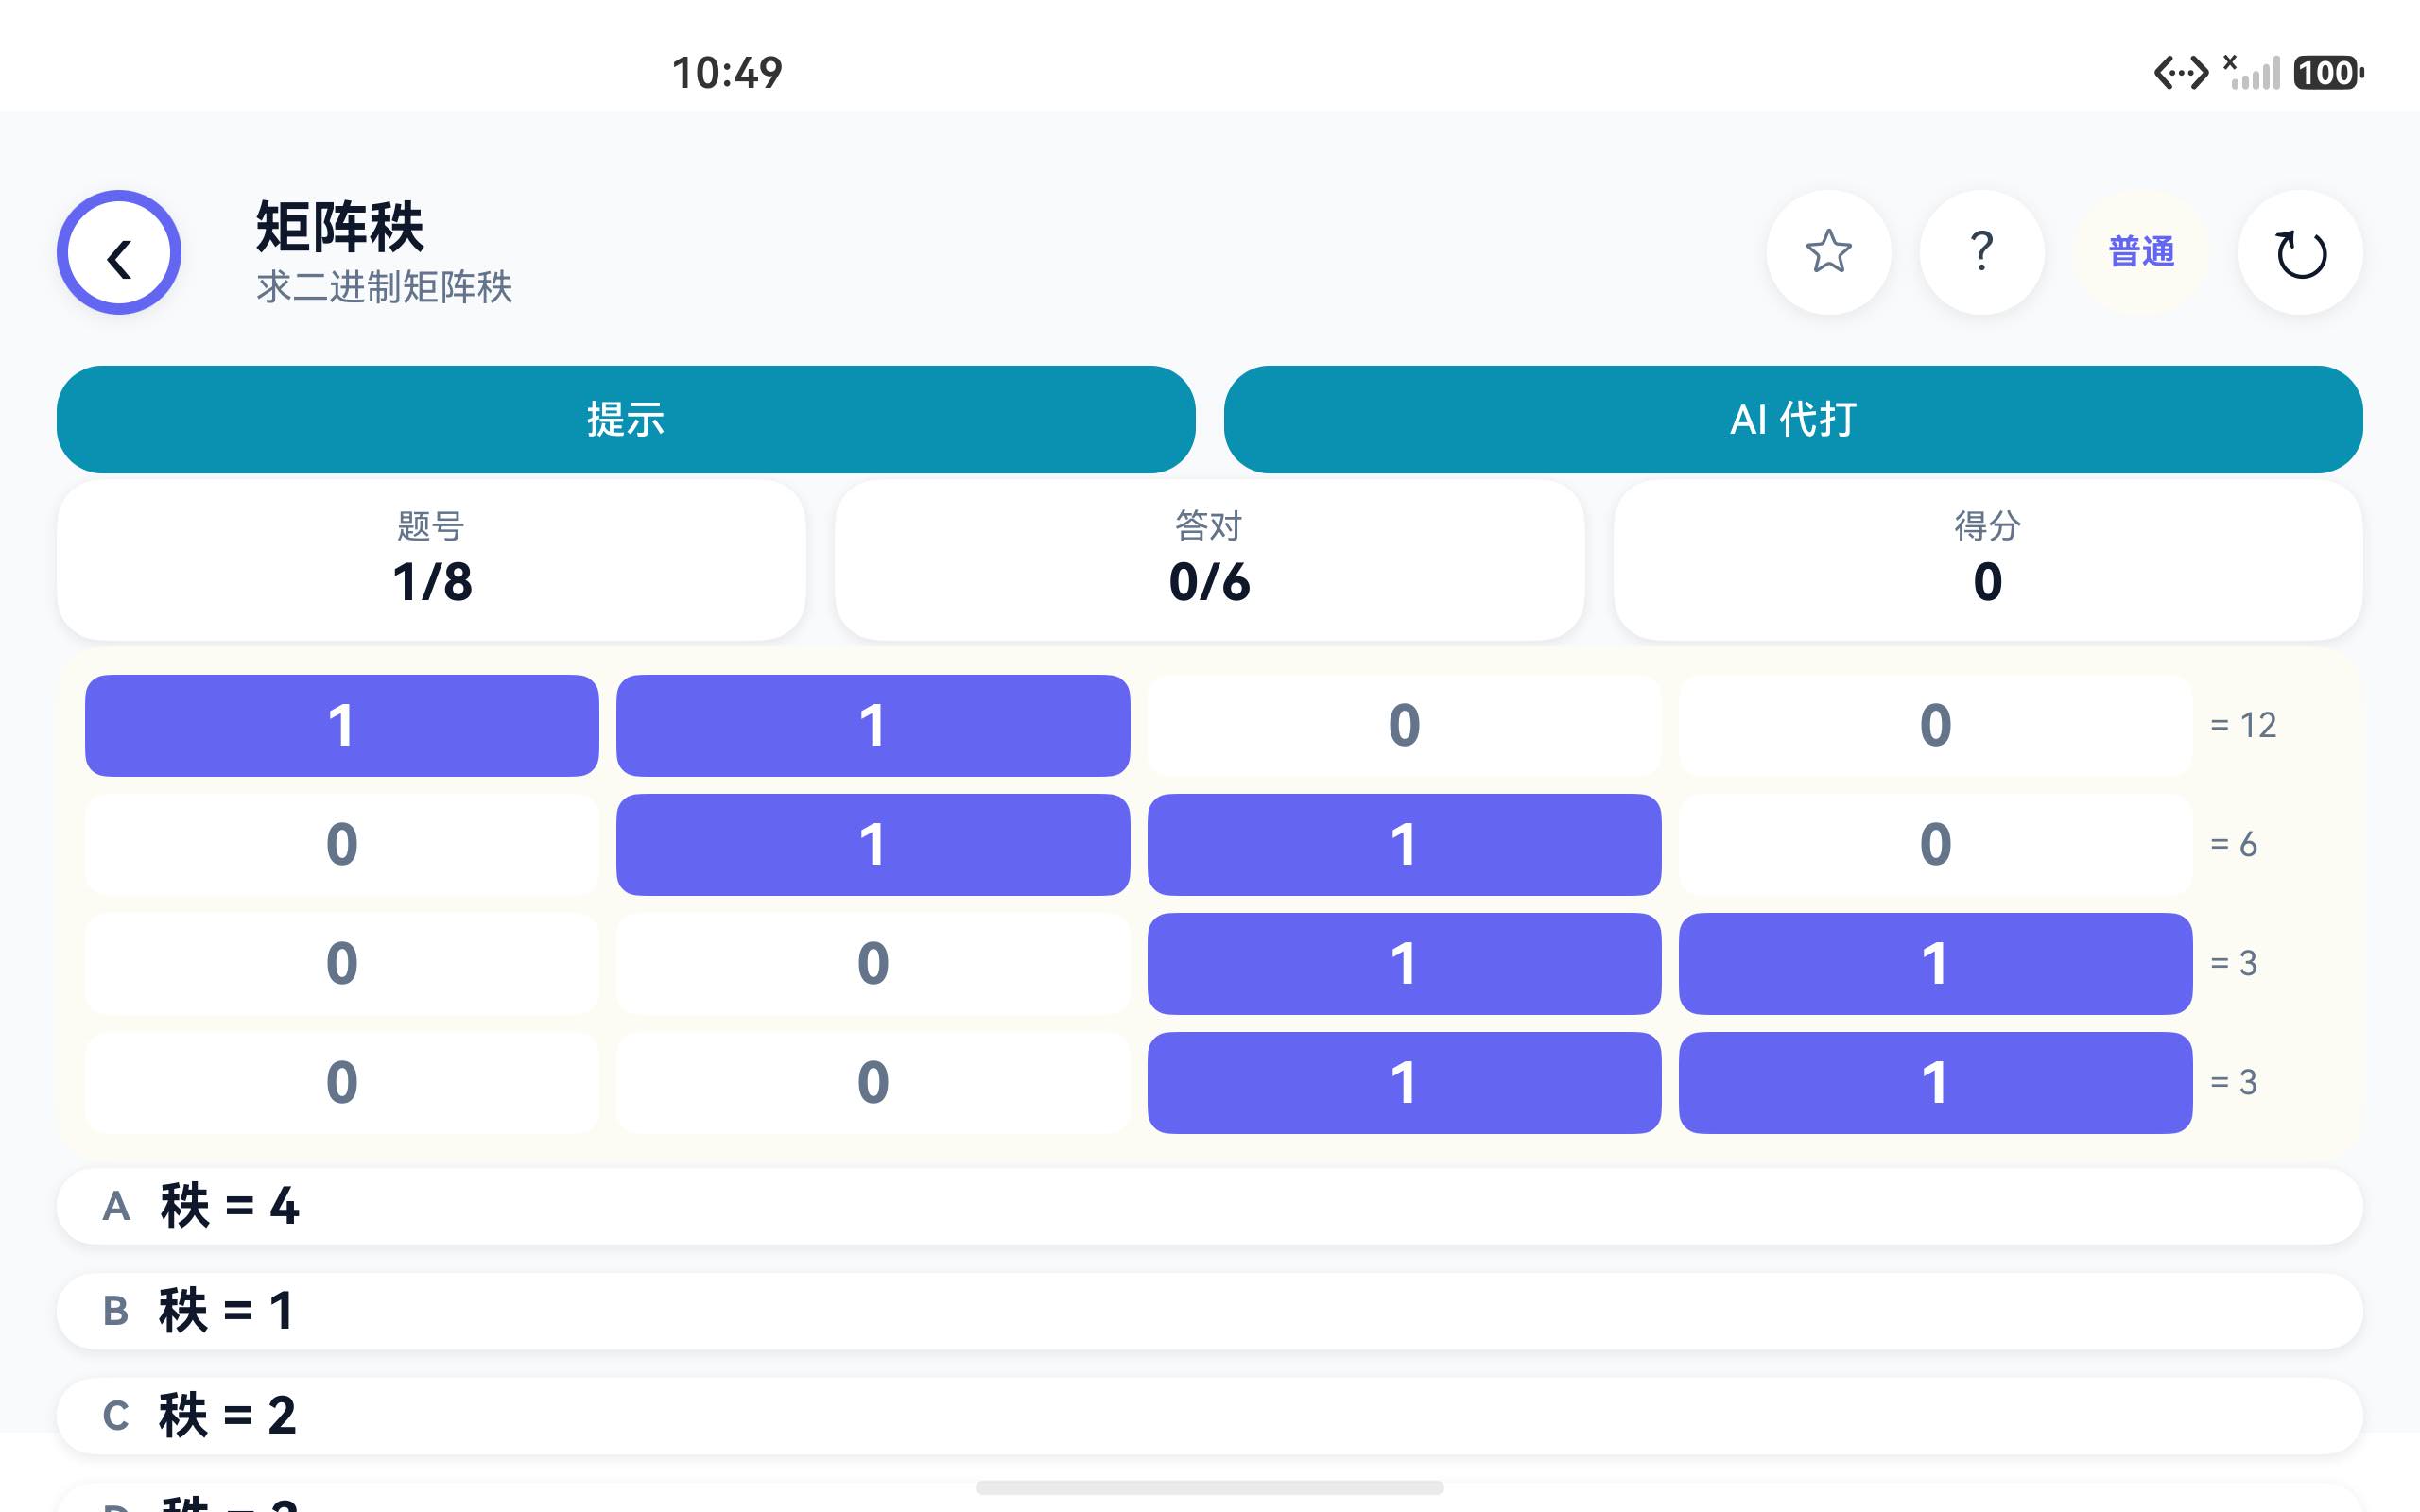 10:49
100
矩阵秩
求二进制矩阵秩
?
普通
提示
AI 代打
题号
答对
得分
1/8
0/6
0
1 1 0 0 = 12
0 1 1 0 = 6
0 0 1 1 = 3
0 0 1 1 = 3
A 秩 = 4
B 秩 = 1
C 秩 = 2